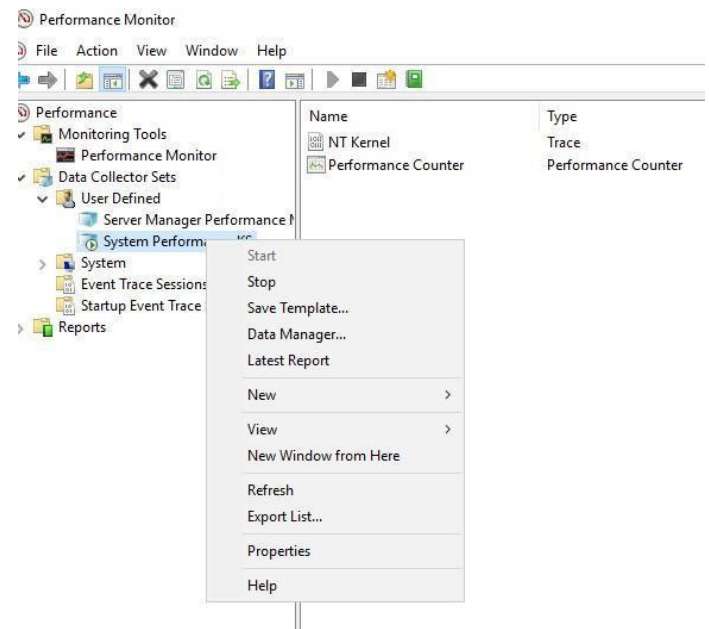 Performance Monitor
File Action View Window Help
Performance
Monitoring Tools
Performance Monitor
Data Collector Sets
User Defined
Server Manager Performance
System Perform
System
Event Trace Sessions
Startup Event Trace
Reports
Name Type
NT Kernel Trace
Performance Counter Performance Counter
Start
Stop
Save Template...
Data Manager...
Latest Report
New
View
New Window from Here
Refresh
Export List...
Properties
Help